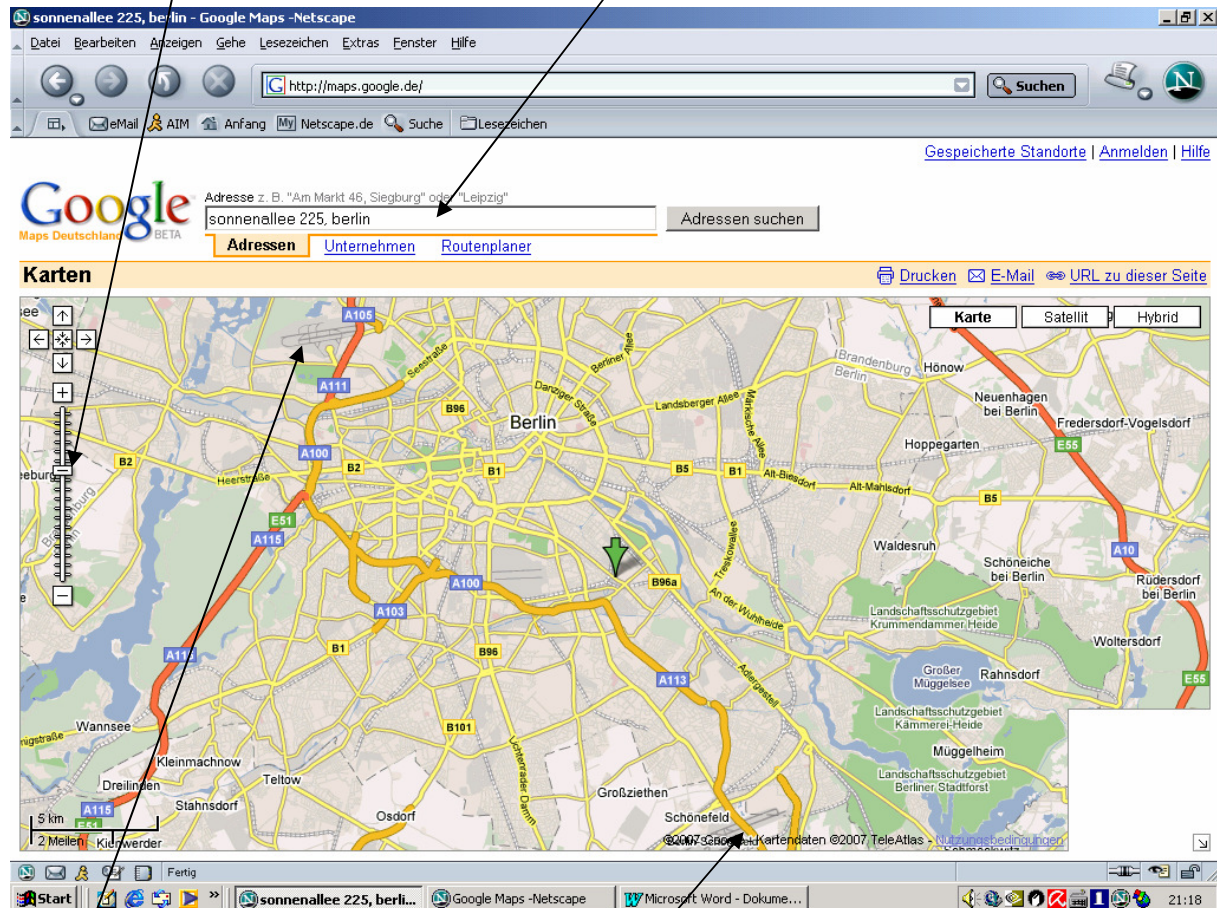 sonnenallee 225, berlin - Google Maps -Netscape
Datei Bearbeiten Anzeigen Gehe Lesezeichen Extras Fenster Hilfe
http://maps.google.de/
Suchen
eMail AIM Anfang My Netscape.de Suche Lesezeichen
Gespeicherte Standorte | Anmelden | Hilfe
Google
Maps Deutschland BETA
Adresse z. B. "Am Markt 46, Siegburg" oder "Leipzig"
sonnenallee 225, berlin
Adressen suchen
Adressen Unternehmen Routenplaner
Karten
Drucken E-Mail URL zu dieser Seite
Karte Satellit Hybrid
A105
Seestraße
Berliner Allee
Brandenburg
Berlin
Hönow
A111
Danziger Straße
Landsberger Allee
Märkische Allee
Neuenhagen
bei Berlin
B96
Berlin
Fredersdorf-Vogelsdorf
Hoppegarten
E55
A100
B2
Heerstraße
B2
B1
B5
B1
Alt-Biesdorf
Alt-Mahlsdorf
B5
E51
A115
Treskowallee
Waldesruh
Schöneiche
bei Berlin
A10
Rüdersdorf
bei Berlin
A100
B96a
An der Wuhlheide
A103
Landschaftsschutzgebiet
Krummendammer Heide
Woltersdorf
B1
B96
A115
Adlergestell
A113
Großer
Müggelsee
Rahnsdorf
E55
Landschaftsschutzgebiet
Kämmerei-Heide
Wannsee
B101
Müggelheim
Kleinmachnow
Lichtenrader Damm
Landschaftsschutzgebiet
Berliner Stadtforst
Dreilinden
Teltow
Großziethen
A115
Stahnsdorf
Osdorf
Schönefeld
5 km
E51
2 Meilen
©2007 Google - Kartendaten ©2007 TeleAtlas - Nutzungsbedingungen
Fertig
Start
sonnenallee 225, berli...
Google Maps -Netscape
Microsoft Word - Dokume...
21:18